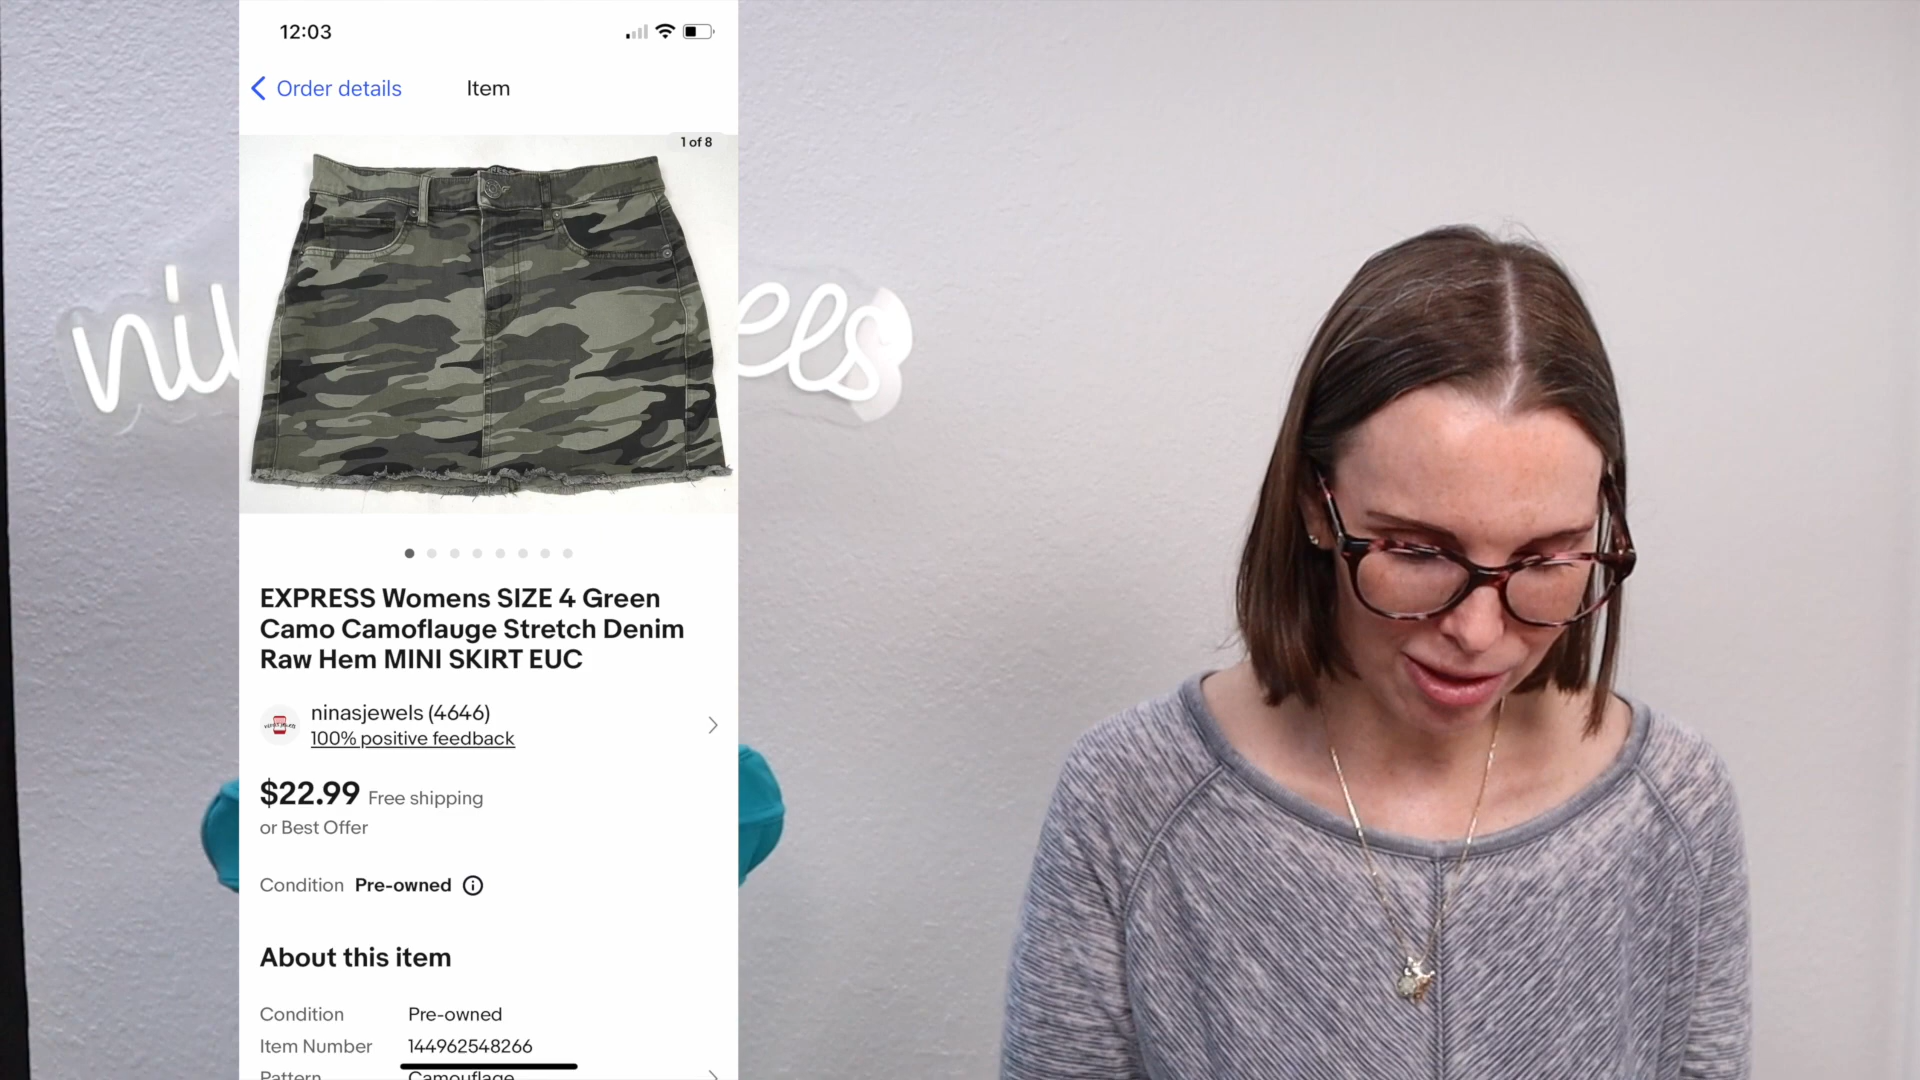 12:03
Order details
Item
1 of 8
EXPRESS Womens SIZE 4 Green
Camo Camoflauge Stretch Denim
Raw Hem MINI SKIRT EUC
ninasjewels (4646)
100% positive feedback
$22.99 Free shipping
or Best Offer
Condition Pre-owned
About this item
Condition Pre-owned
Item Number 144962548266
Pattern Camouflage